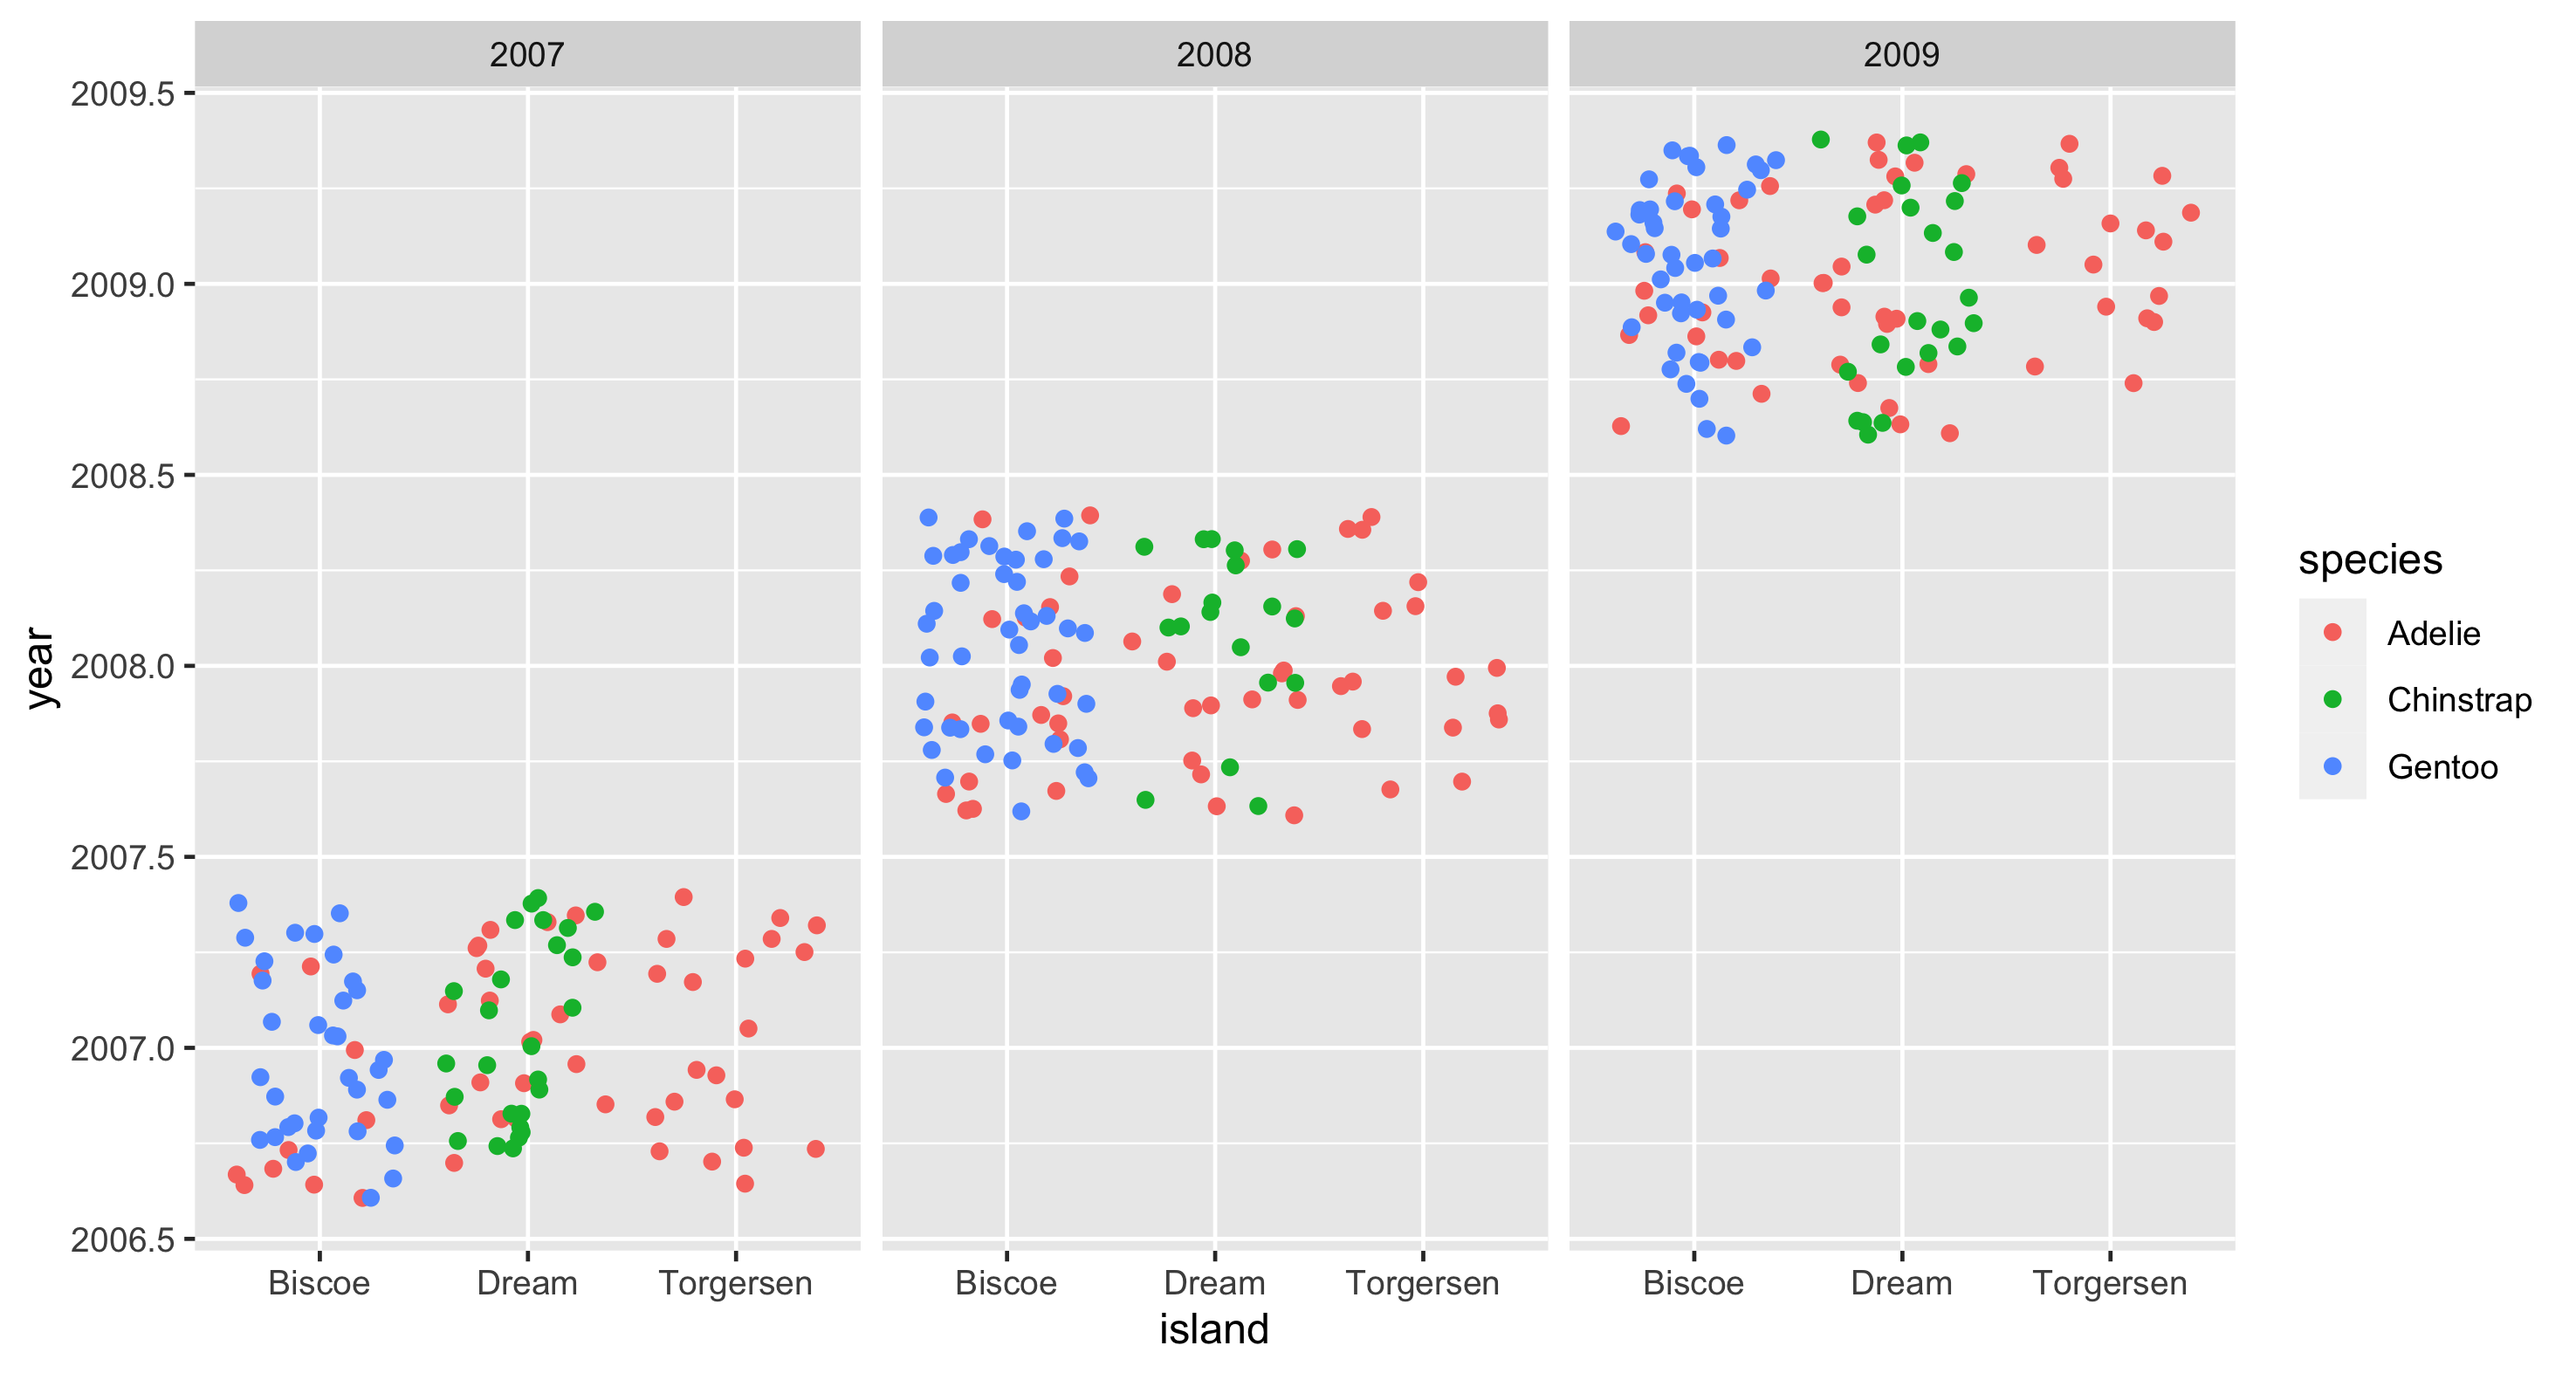 2007 2008 2009
2009.5
2009.0
2008.5
2008.0
2007.5
2007.0
2006.5
year
Biscoe Dream Torgersen Biscoe Dream Torgersen Biscoe Dream Torgersen
island
species
Adelie
Chinstrap
Gentoo